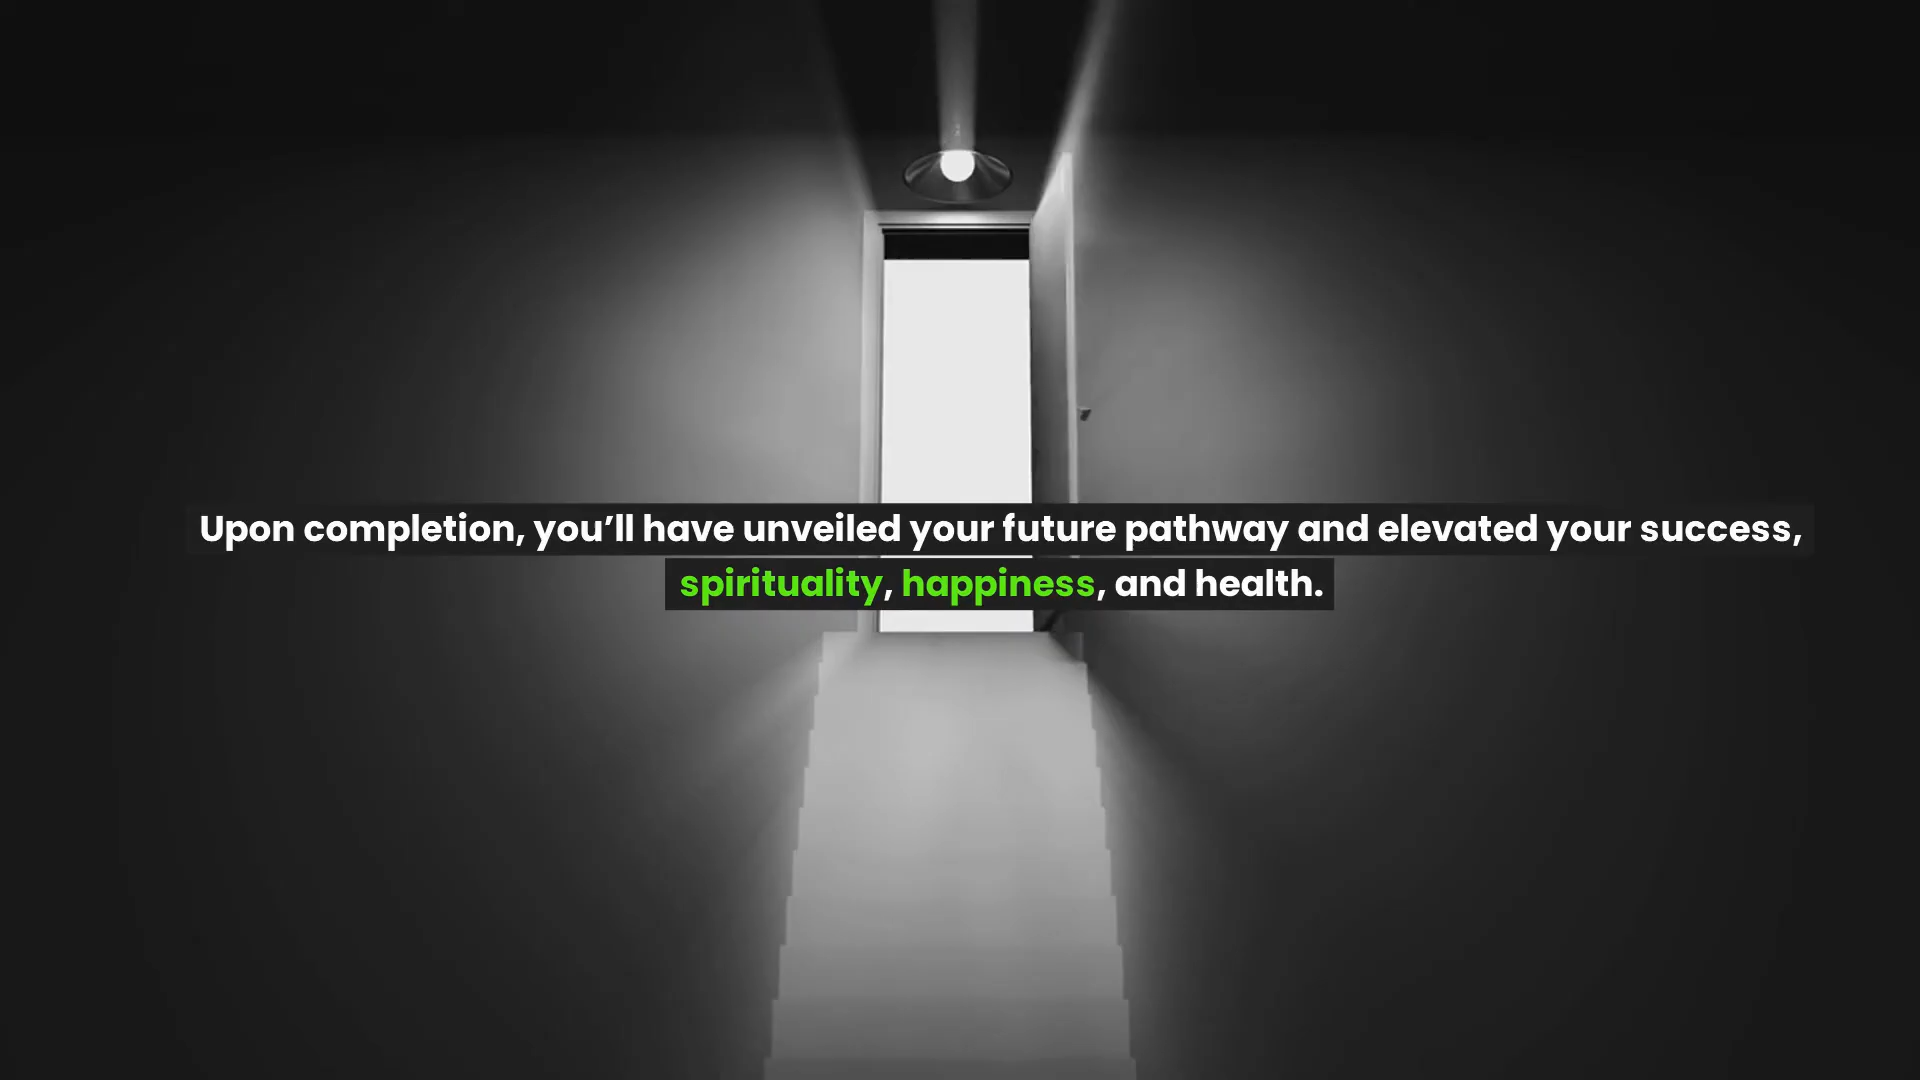 Upon completion, you’ll have unveiled your future pathway and elevated your success,
spirituality, happiness, and health.